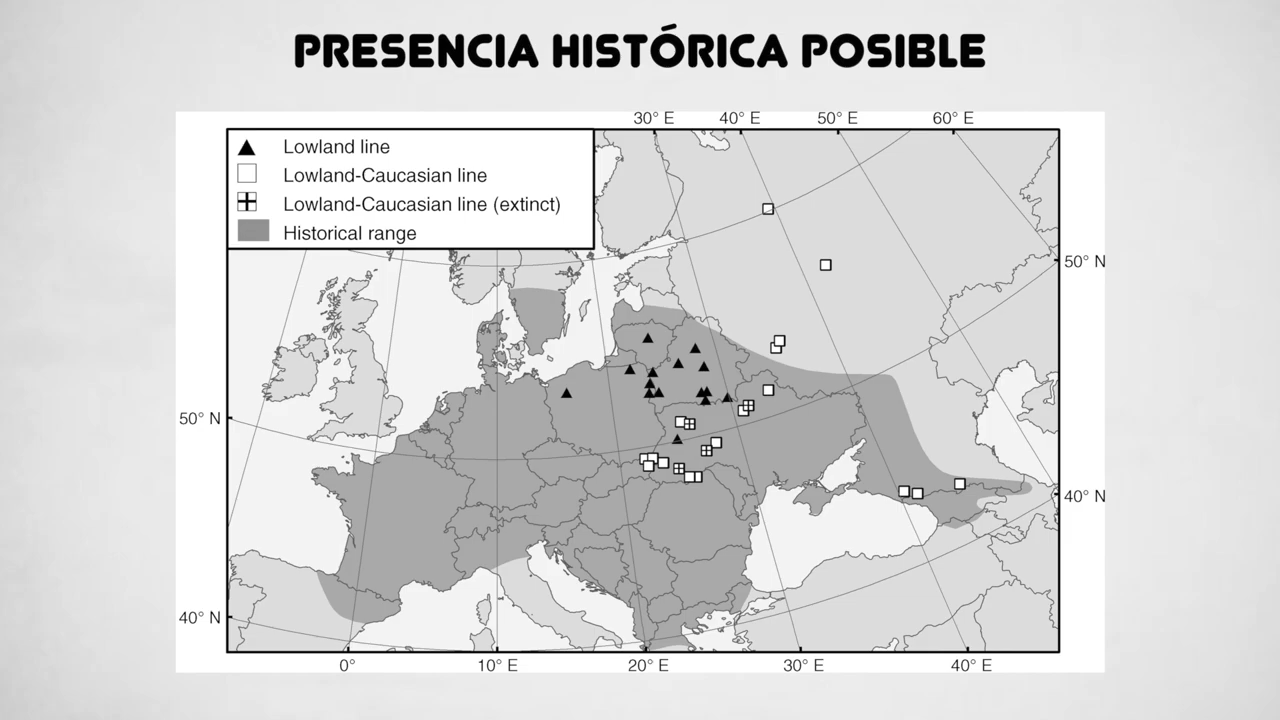 PRESENCIA HISTÓRICA POSIBLE
30° E 40° E 50° E 60° E
Lowland line
Lowland-Caucasian line
Lowland-Caucasian line (extinct)
Historical range
50° N
50° N
40° N
40° N
0° 10° E 20° E 30° E 40° E